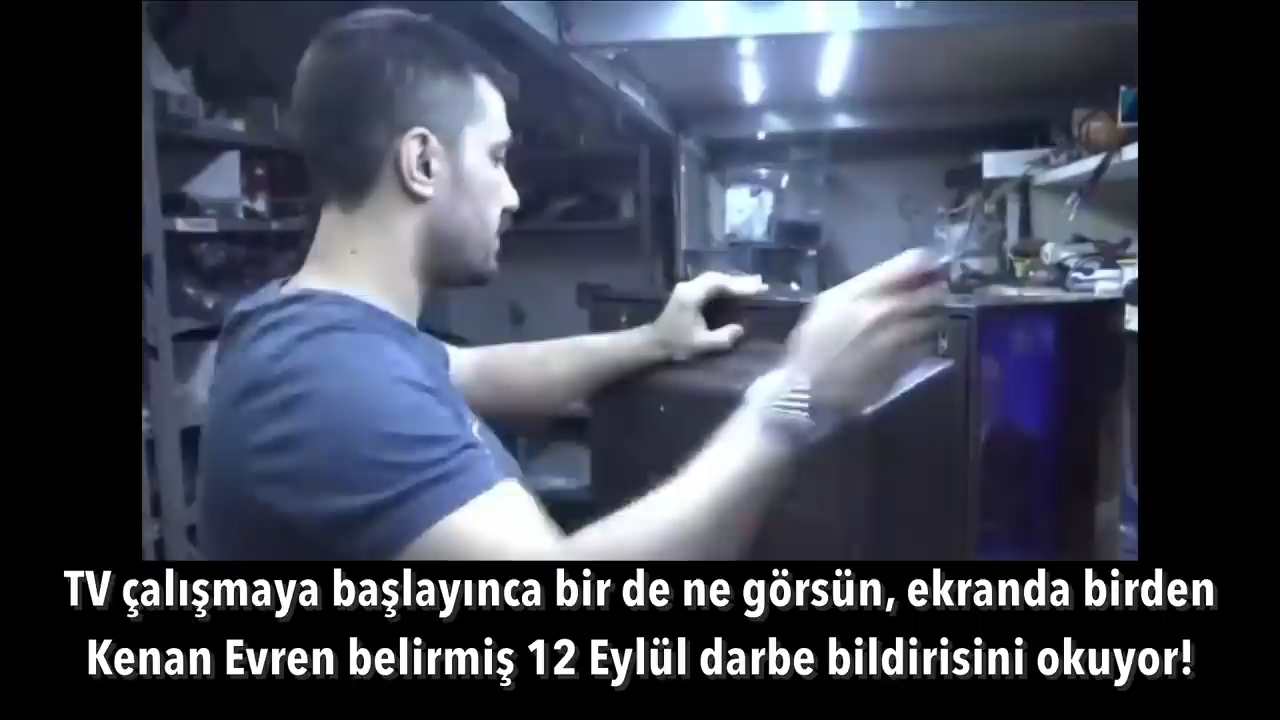 TV çalışmaya başlayınca bir de ne görsün, ekranda birden
Kenan Evren belirmiş 12 Eylül darbe bildirisini okuyor!